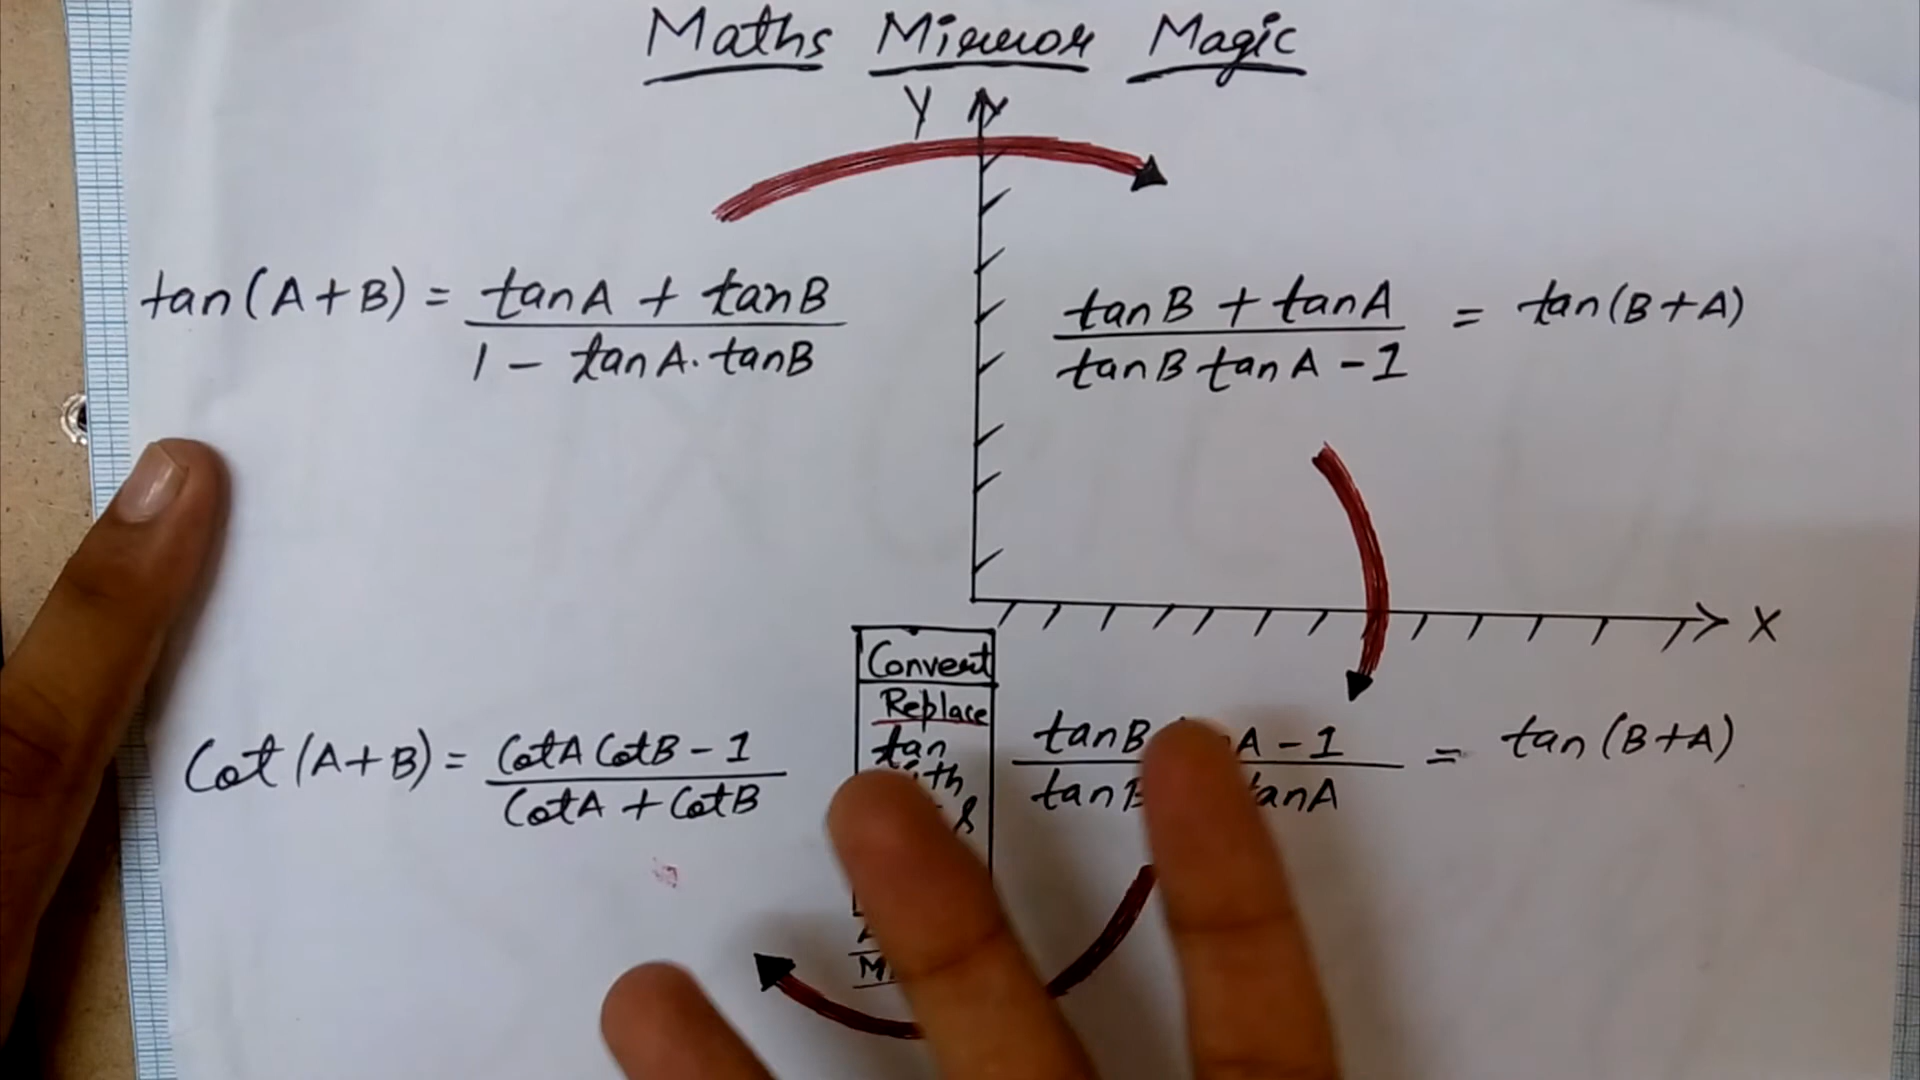 Maths Mirror Magic
Y
tan(A+B) = tanA + tanB / 1 - tanA.tanB
tanB + tanA / tanB tanA - 1 = tan(B+A)
X
Convert
Replace
tan
Cot(A+B) = CotA CotB - 1 / CotA + CotB
tanB A - 1 / tanB tanA = tan(B+A)